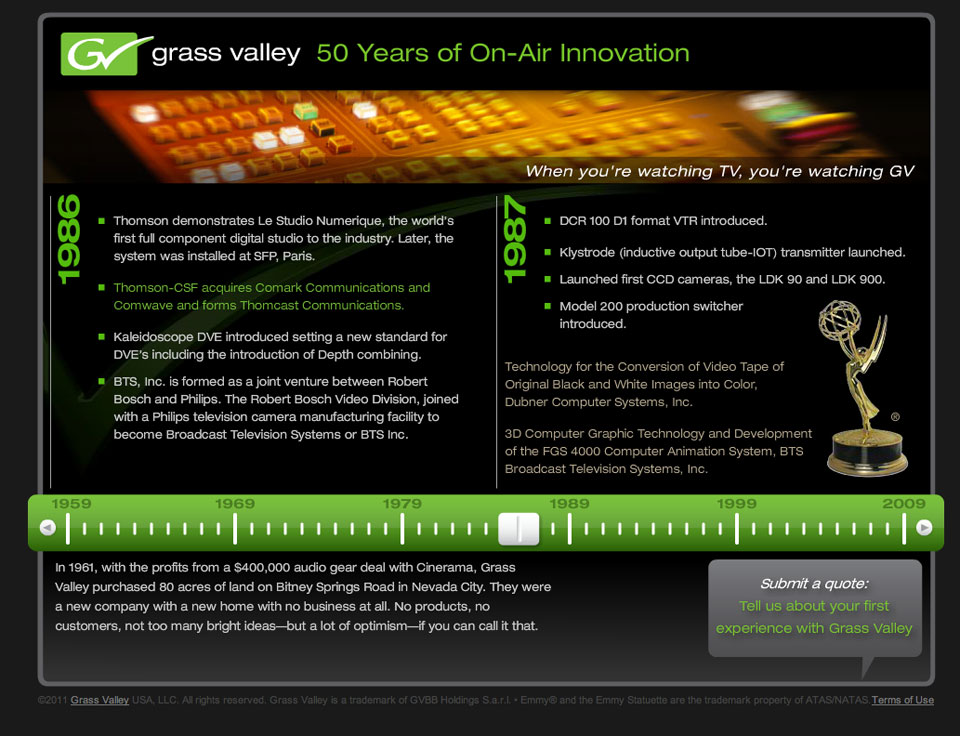 GV grass valley 50 Years of On-Air Innovation
When you're watching TV, you're watching GV
1986
Thomson demonstrates Le Studio Numerique, the world's
first full component digital studio to the industry. Later, the
system was installed at SFP, Paris.
Thomson-CSF acquires Comark Communications and
Comwave and forms Thomcast Communications.
Kaleidoscope DVE introduced setting a new standard for
DVE's including the introduction of Depth combining.
BTS, Inc. is formed as a joint venture between Robert
Bosch and Philips. The Robert Bosch Video Division, joined
with a Philips television camera manufacturing facility to
become Broadcast Television Systems or BTS Inc.
1987
DCR 100 D1 format VTR introduced.
Klystrode (inductive output tube-IOT) transmitter launched.
Launched first CCD cameras, the LDK 90 and LDK 900.
Model 200 production switcher
introduced.
Technology for the Conversion of Video Tape of
Original Black and White Images into Color,
Dubner Computer Systems, Inc.
3D Computer Graphic Technology and Development
of the FGS 4000 Computer Animation System, BTS
Broadcast Television Systems, Inc.
®
1959 1969 1979 1989 1999 2009
In 1961, with the profits from a $400,000 audio gear deal with Cinerama, Grass
Valley purchased 80 acres of land on Bitney Springs Road in Nevada City. They were
a new company with a new home with no business at all. No products, no
customers, not too many bright ideas—but a lot of optimism—if you can call it that.
Submit a quote:
Tell us about your first
experience with Grass Valley
©2011 Grass Valley USA, LLC. All rights reserved. Grass Valley is a trademark of GVBB Holdings S.a.r.l. • Emmy® and the Emmy Statuette are the trademark property of ATAS/NATAS. Terms of Use